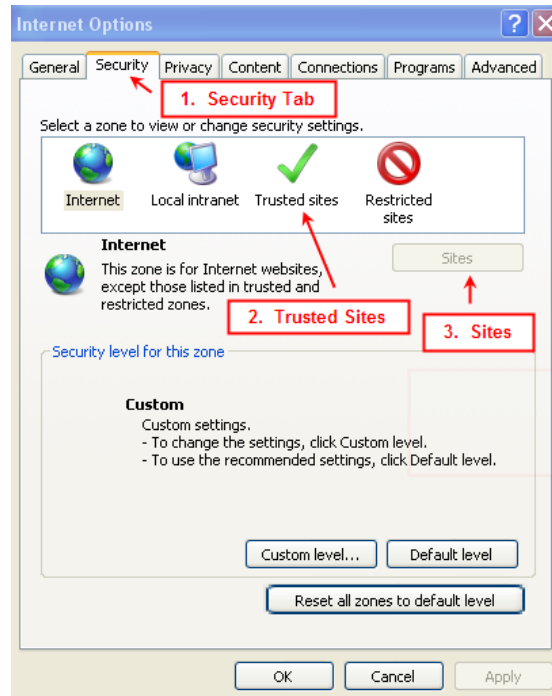 Internet Options
General Security Privacy Content Connections Programs Advanced
1. Security Tab
Select a zone to view or change security settings.
Internet Local intranet Trusted sites Restricted
sites
Internet
Sites
This zone is for Internet websites,
except those listed in trusted and
restricted zones.
2. Trusted Sites
3. Sites
Security level for this zone
Custom
Custom settings.
- To change the settings, click Custom level.
- To use the recommended settings, click Default level.
Custom level... Default level
Reset all zones to default level
OK Cancel Apply